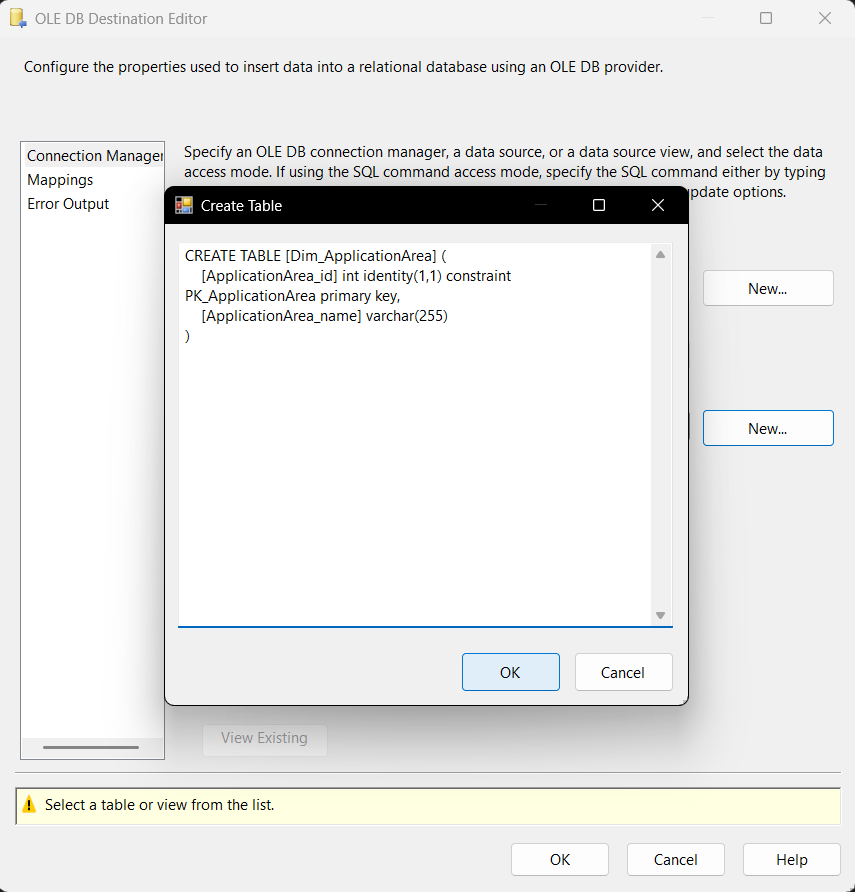 OLE DB Destination Editor
Configure the properties used to insert data into a relational database using an OLE DB provider.
Connection Manager
Mappings
Error Output
Specify an OLE DB connection manager, a data source, or a data source view, and select the data
access mode. If using the SQL command access mode, specify the SQL command either by typing
update options.
Create Table
CREATE TABLE [Dim_ApplicationArea] (
[ApplicationArea_id] int identity(1,1) constraint
PK_ApplicationArea primary key,
[ApplicationArea_name] varchar(255)
)
New...
New...
OK
Cancel
View Existing
Select a table or view from the list.
OK
Cancel
Help